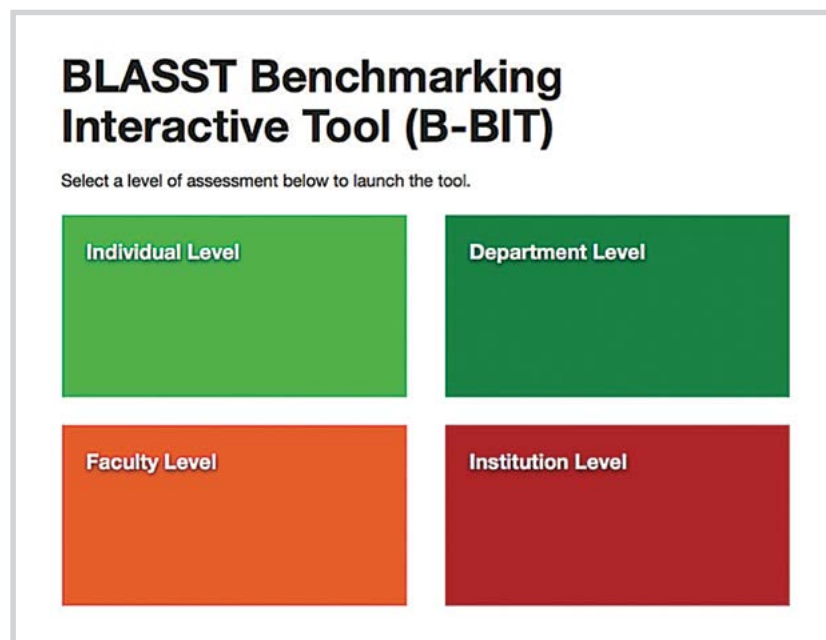 BLASST Benchmarking
Interactive Tool (B-BIT)
Select a level of assessment below to launch the tool.
Individual Level
Department Level
Faculty Level
Institution Level